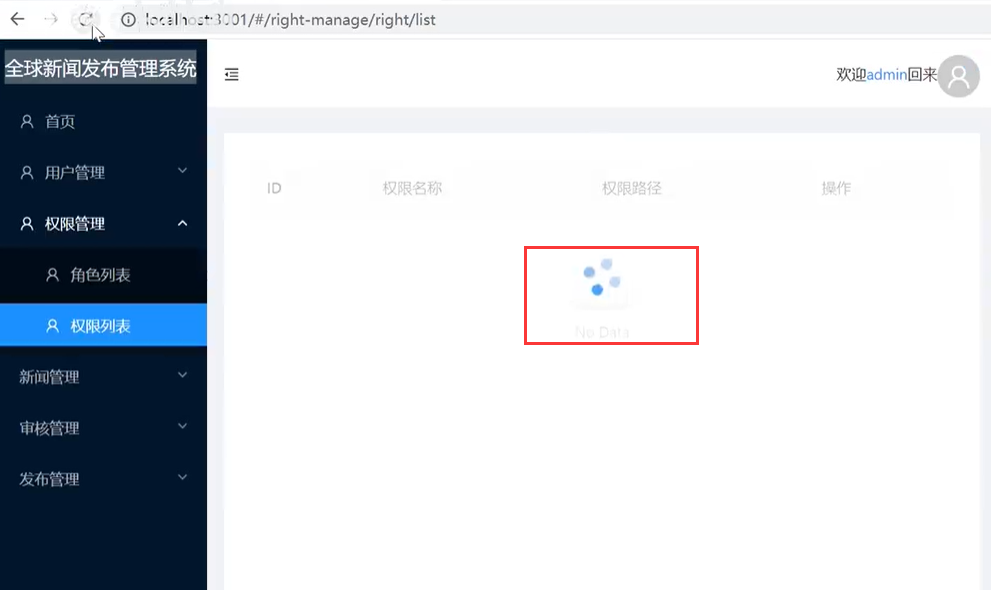 localhost:3001/#/right-manage/right/list
全球新闻发布管理系统
欢迎admin回来
首页
用户管理
权限管理
角色列表
权限列表
新闻管理
审核管理
发布管理
ID 权限名称 权限路径 操作
No Data